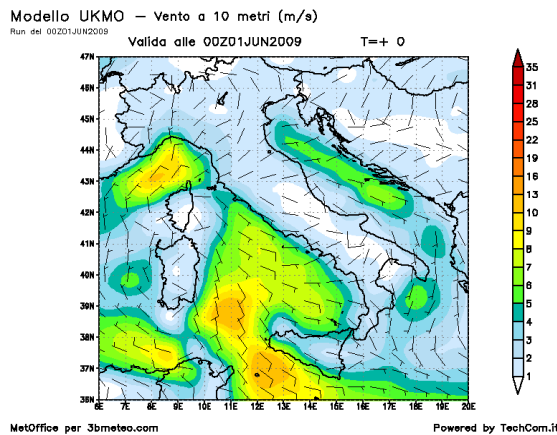 Modello UKMO – Vento a 10 metri (m/s)
Run del 00Z01JUN2009
Valida alle 00Z01JUN2009 T=+ 0
47N
46N
45N
44N
43N
42N
41N
40N
39N
38N
37N
36N
6E 7E 8E 9E 10E 11E 12E 13E 14E 15E 16E 17E 18E 19E 20E
35
31
28
25
22
19
16
13
10
9
8
7
6
5
4
3
2
1
MetOffice per 3bmeteo.com
Powered by TechCom.it